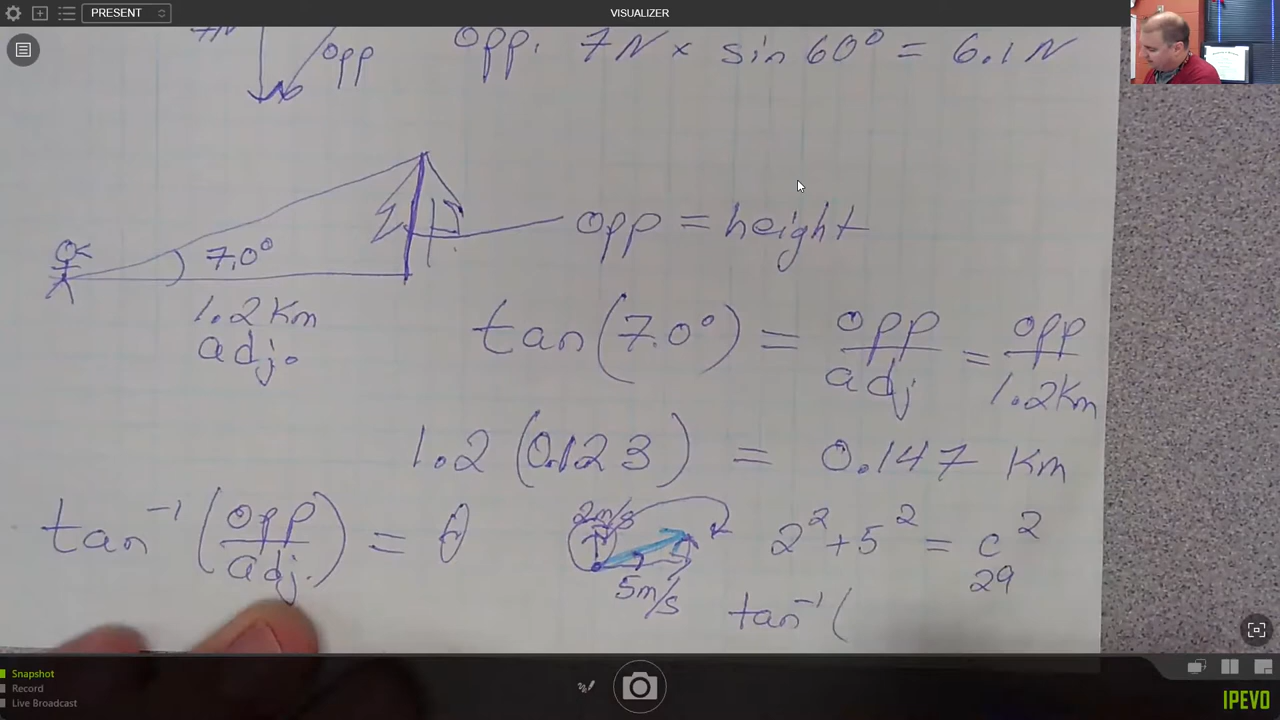 PRESENT
VISUALIZER
7N
opp
opp. 7N x sin 60° = 6.1N
7.0°
opp = height
1.2 Km
adj.
tan(7.0°) = opp/adj = opp/1.2Km
1.2 (0.123) = 0.147 Km
tan⁻¹(opp/adj.) = θ
2m/s
5m/s
2² + 5² = c²
29
tan⁻¹(
Snapshot
Record
Live Broadcast
IPEVO